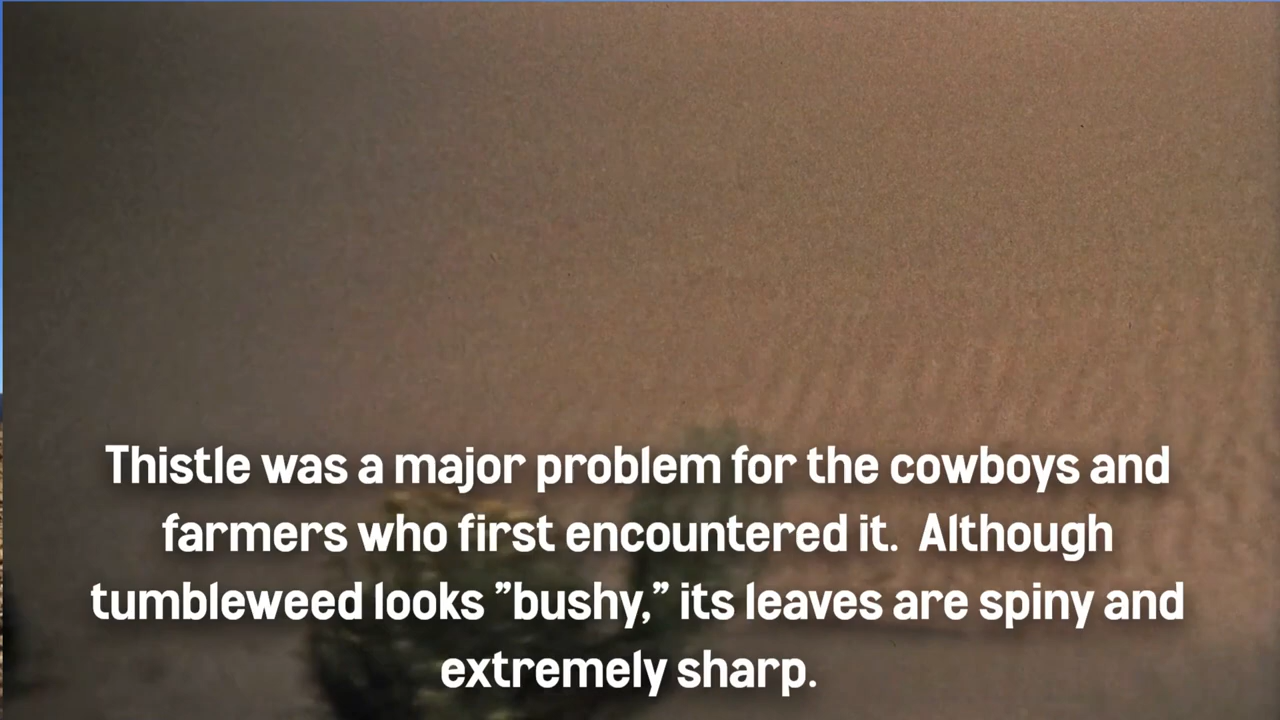 Thistle was a major problem for the cowboys and
farmers who first encountered it.  Although
tumbleweed looks ”bushy,” its leaves are spiny and
extremely sharp.